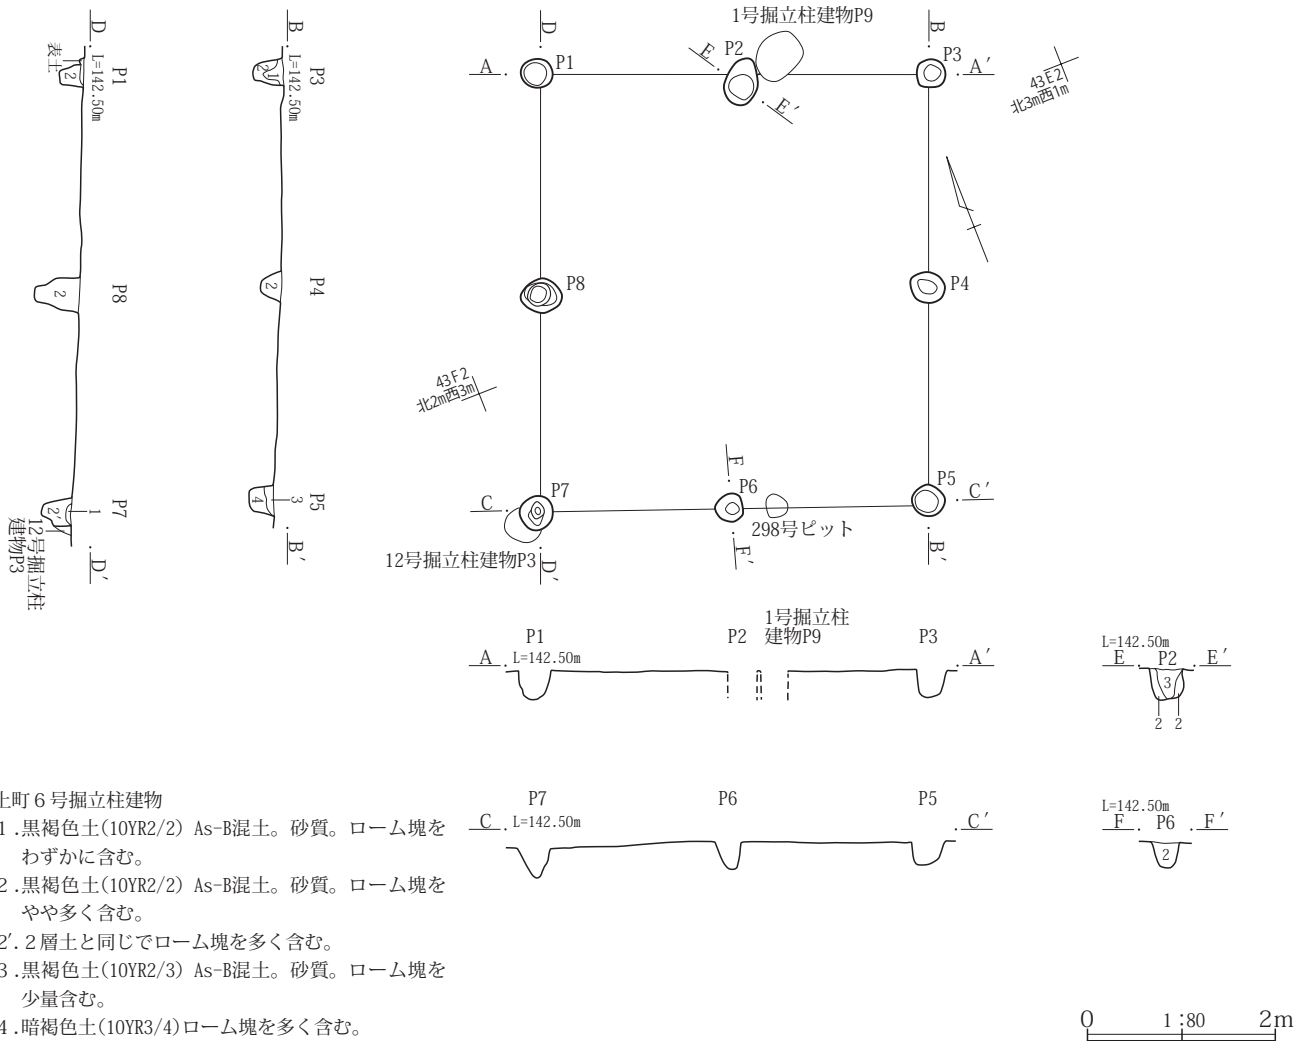 D
L=142.50m
表土
2
P1
P8
2
P7
1
2′
12号掘立柱
建物P3
D′
B
L=142.50m
P3
2
1
P4
2
P5
3
4
B′
1号掘立柱建物P9
D
B
E
P2
P3
A
P1
A′
E′
43E2
北3m西1m
P8
P4
43F2
北2m西3m
F
P7
P6
P5
C
C′
298号ピット
12号掘立柱建物P3
D′
F′
B′
1号掘立柱
建物P9
P1
P2
P3
A
L=142.50m
A′
L=142.50m
E
P2
E′
3
2 2
P7
P6
P5
C
L=142.50m
C′
L=142.50m
F
P6
F′
2
町6号掘立柱建物
1.黒褐色土(10YR2/2) As-B混土。砂質。ローム塊を
わずかに含む。
2.黒褐色土(10YR2/2) As-B混土。砂質。ローム塊を
やや多く含む。
2′.2層土と同じでローム塊を多く含む。
3.黒褐色土(10YR2/3) As-B混土。砂質。ローム塊を
少量含む。
4.暗褐色土(10YR3/4)ローム塊を多く含む。
0 1:80 2m